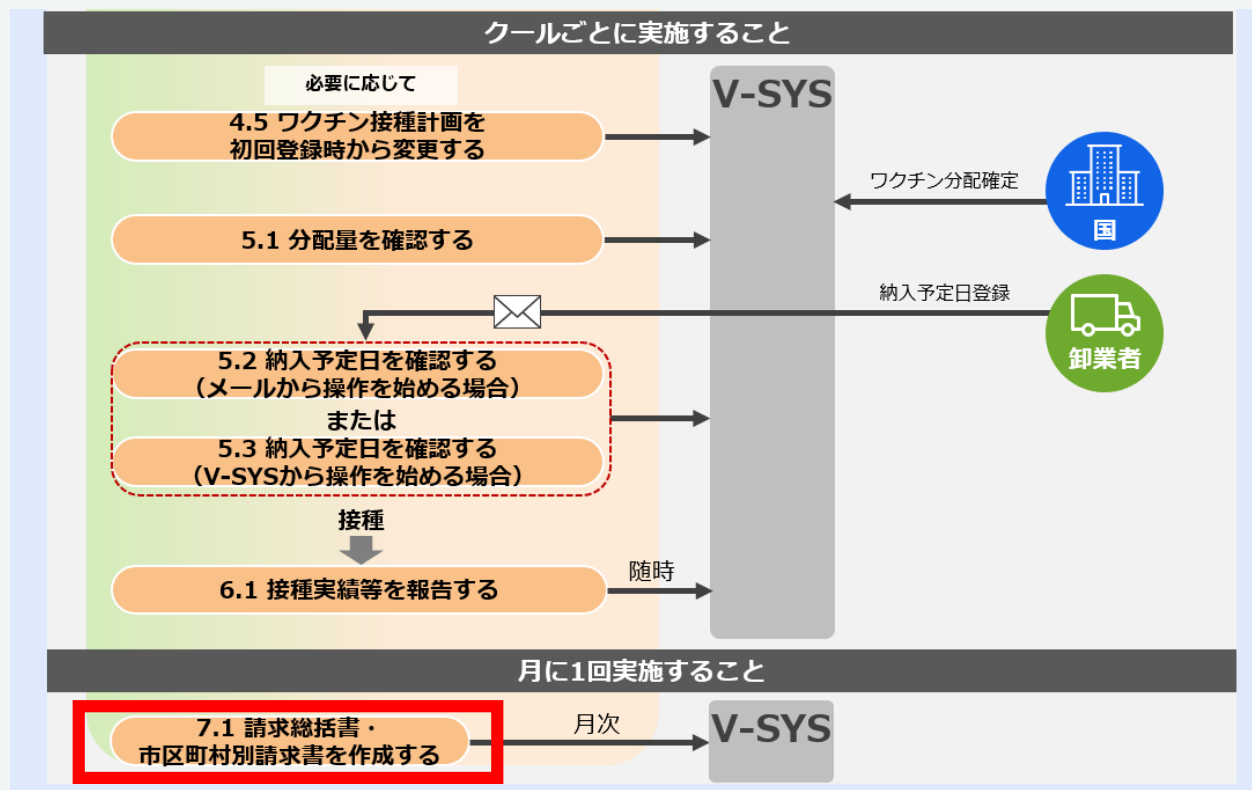 クールごとに実施すること
必要に応じて
V-SYS
4.5 ワクチン接種計画を
初回登録時から変更する
ワクチン分配確定
国
5.1 分配量を確認する
納入予定日登録
卸業者
5.2 納入予定日を確認する
（メールから操作を始める場合）
または
5.3 納入予定日を確認する
（V-SYSから操作を始める場合）
接種
6.1 接種実績等を報告する
随時
月に1回実施すること
7.1 請求総括書・
市区町村別請求書を作成する
月次
V-SYS